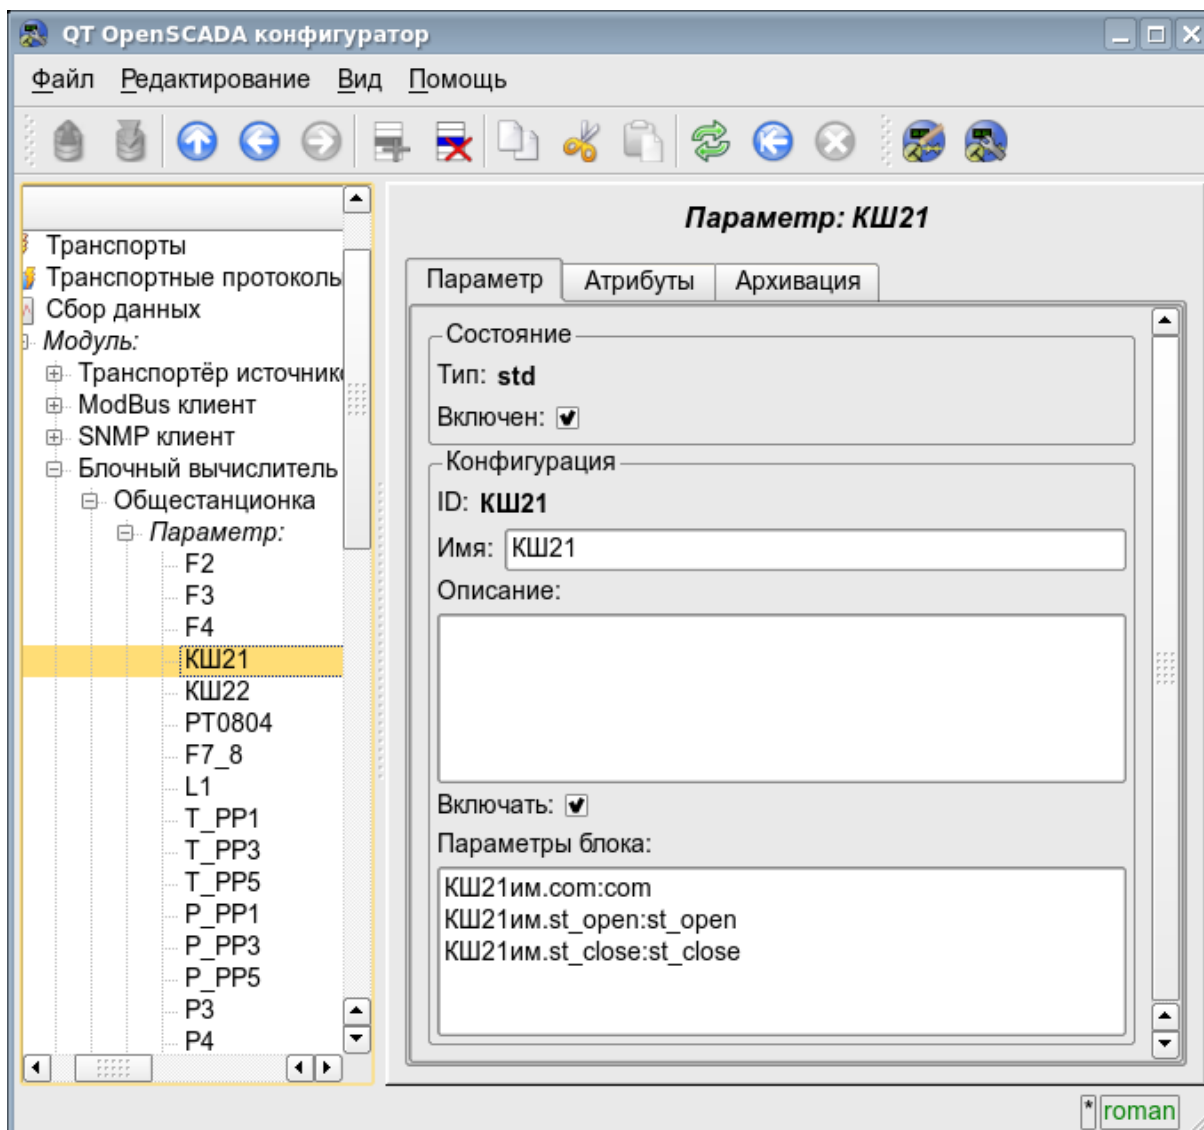 QT OpenSCADA конфигуратор
Файл Редактирование Вид Помощь
Транспорты
Транспортные протоколы
Сбор данных
Модуль:
Транспортёр источнико
ModBus клиент
SNMP клиент
Блочный вычислитель
Общестанционка
Параметр:
F2
F3
F4
КШ21
КШ22
PT0804
F7_8
L1
T_PP1
T_PP3
T_PP5
P_PP1
P_PP3
P_PP5
P3
P4
Параметр: КШ21
Параметр Атрибуты Архивация
Состояние
Тип: std
Включен:
Конфигурация
ID: КШ21
Имя: КШ21
Описание:
Включать:
Параметры блока:
КШ21им.com:com
КШ21им.st_open:st_open
КШ21им.st_close:st_close
* roman